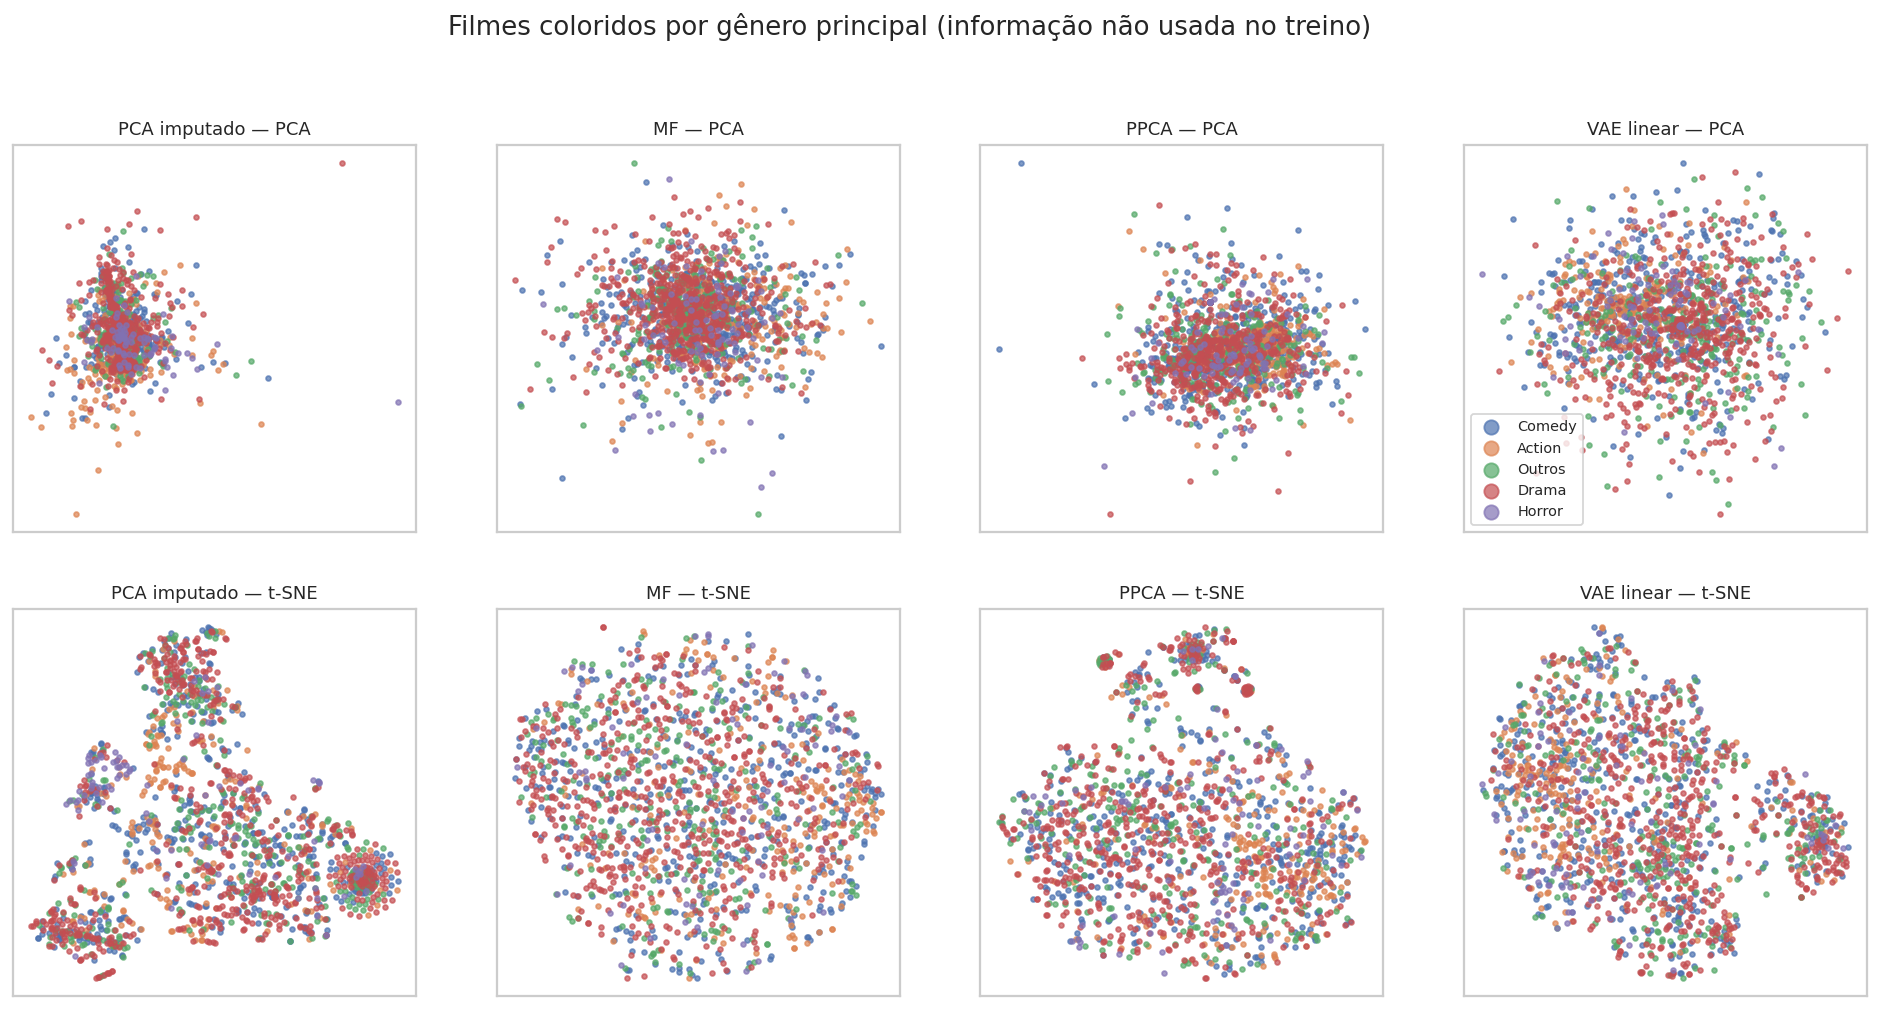 Filmes coloridos por gênero principal (informação não usada no treino)
PCA imputado — PCA
MF — PCA
PPCA — PCA
VAE linear — PCA
Comedy
Action
Outros
Drama
Horror
PCA imputado — t-SNE
MF — t-SNE
PPCA — t-SNE
VAE linear — t-SNE